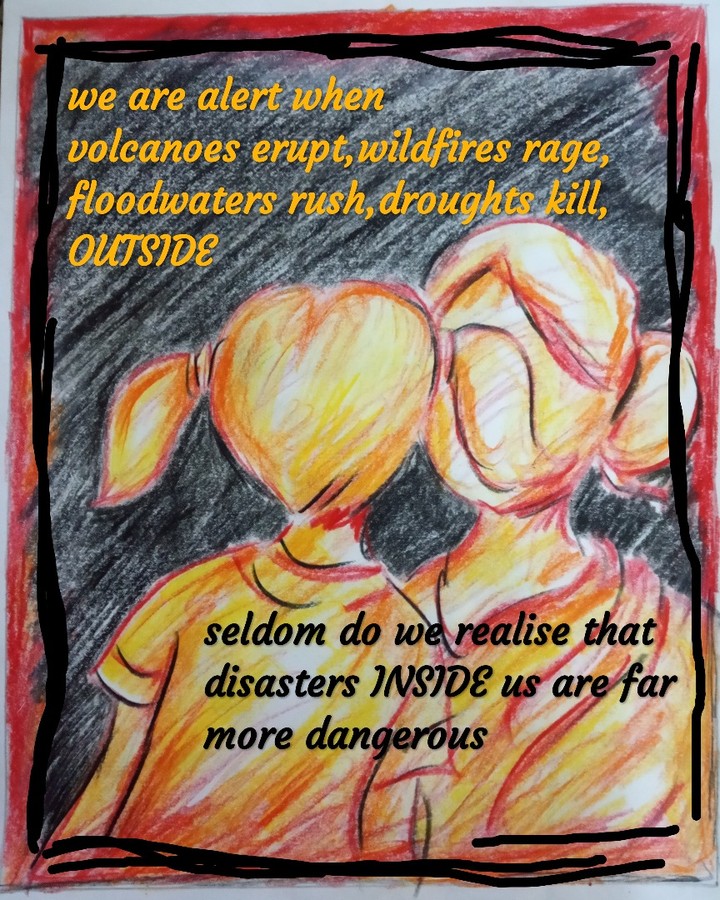 we are alert when
volcanoes erupt,wildfires rage,
floodwaters rush,droughts kill,
OUTSIDE
seldom do we realise that
disasters INSIDE us are far
more dangerous